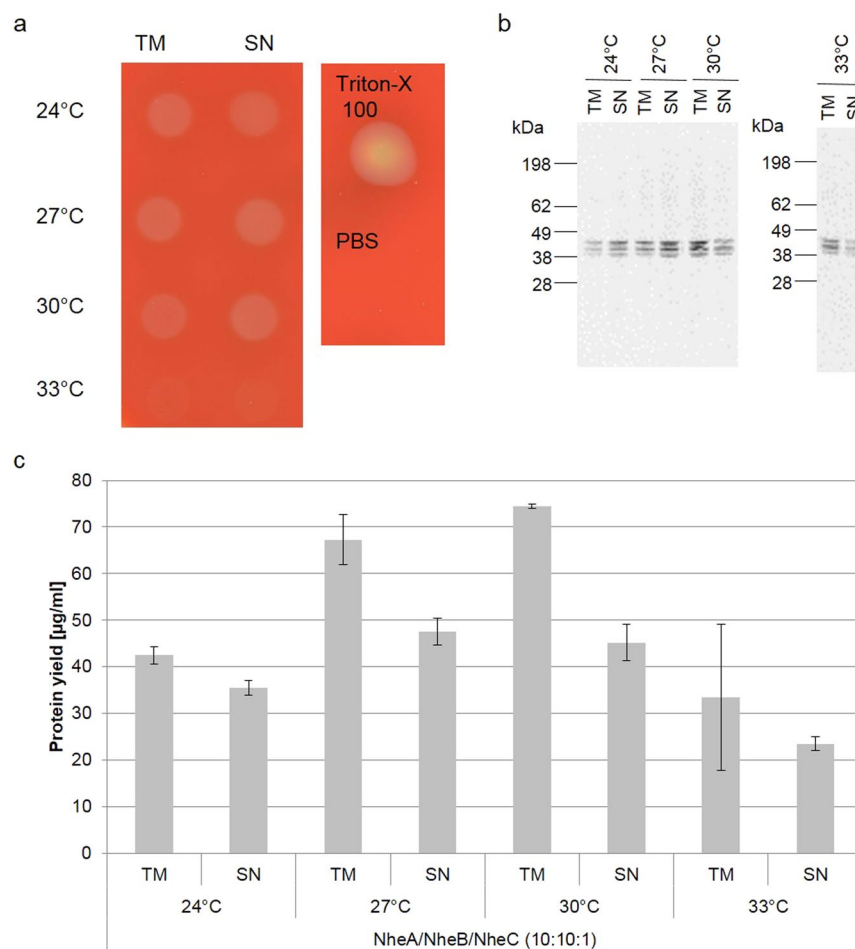 a
TM SN
24°C
27°C
30°C
33°C
Triton-X
100
PBS
b
24°C 27°C 30°C
TM SN TM SN TM SN
kDa
198
62
49
38
28
33°C
TM SN
kDa
198
62
49
38
28
c
Protein yield [µg/ml]
80
70
60
50
40
30
20
10
0
TM SN TM SN TM SN TM SN
24°C 27°C 30°C 33°C
NheA/NheB/NheC (10:10:1)